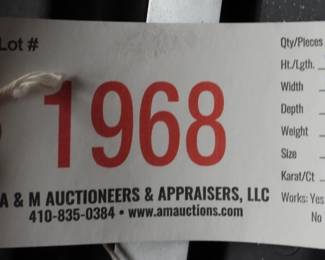 Lot #
1968
A & M AUCTIONEERS & APPRAISERS, LLC
410-835-0384 • www.amauctions.com
Qty/Pieces
Ht./Lgth.
Width
Depth
Weight
Size
Karat/Ct
Works: Yes
No